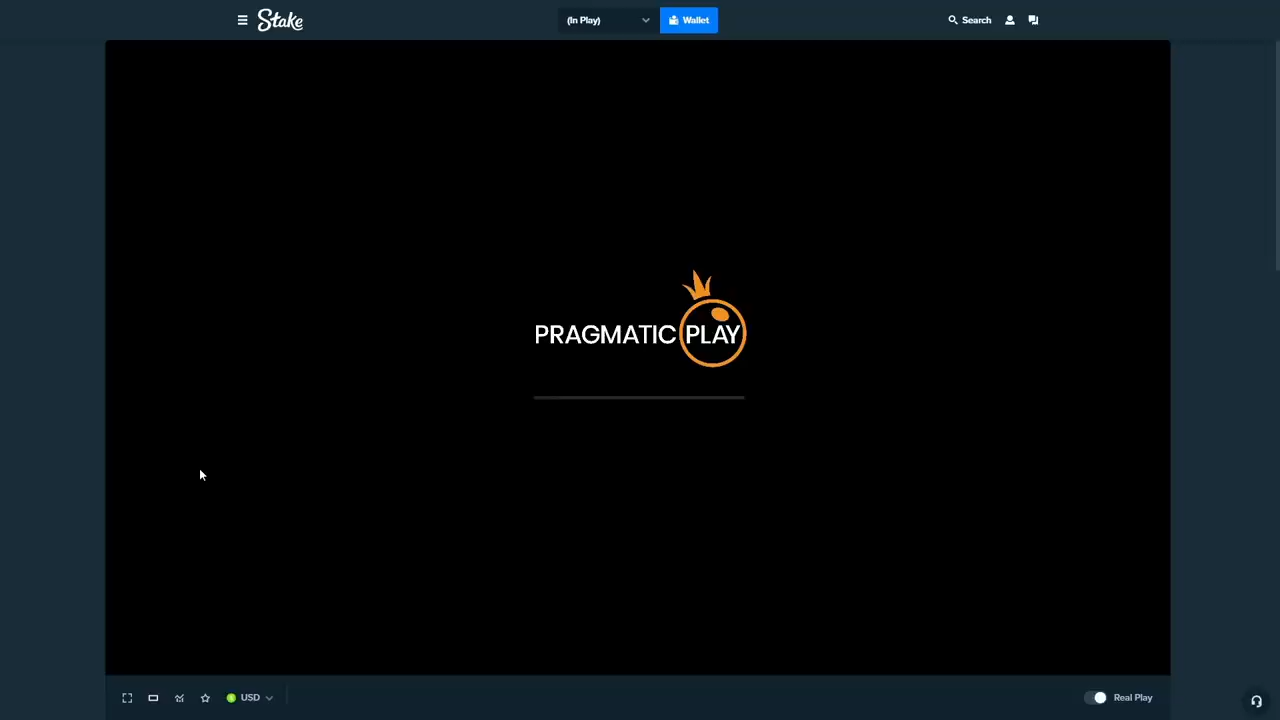 Stake
(In Play)
Wallet
Search
PRAGMATIC PLAY
USD
Real Play